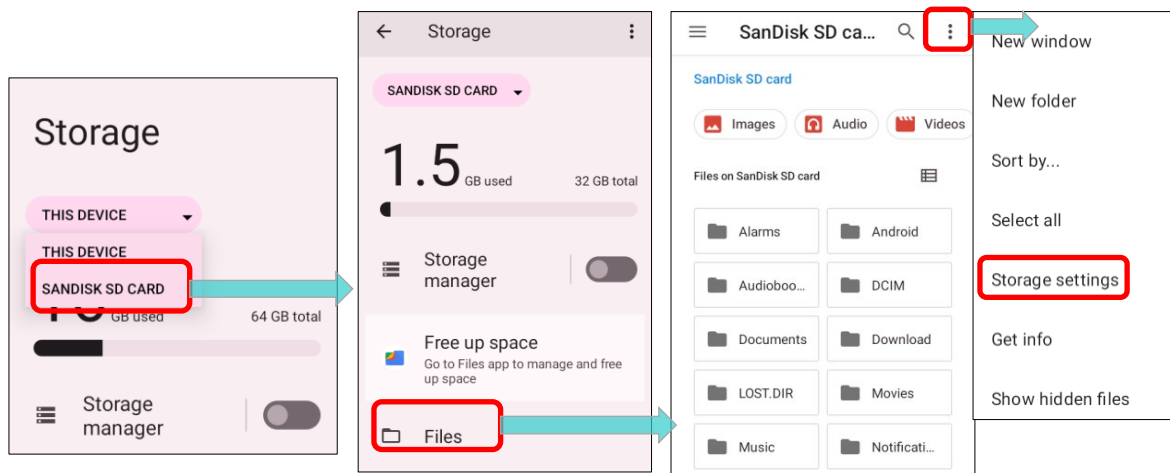 Storage
THIS DEVICE
THIS DEVICE
SANDISK SD CARD
GB used
64 GB total
Storage
manager
Storage
SANDISK SD CARD
1.5 GB used
32 GB total
Storage
manager
Free up space
Go to Files app to manage and free
up space
Files
SanDisk SD ca...
SanDisk SD card
Images
Audio
Videos
Files on SanDisk SD card
Alarms
Android
Audioboo...
DCIM
Documents
Download
LOST.DIR
Movies
Music
Notificati...
New window
New folder
Sort by...
Select all
Storage settings
Get info
Show hidden files